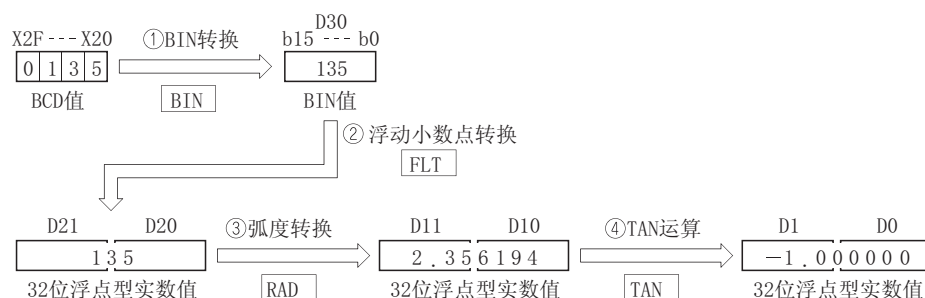 D30
X2F --- X20 ①BIN转换 b15 --- b0
0 1 3 5 135
BCD值 BIN BIN值
②浮动小数点转换
FLT
D21 D20 ③弧度转换 D11 D10 ④TAN运算 D1 D0
135 2.356194 -1.000000
32位浮点型实数值 RAD 32位浮点型实数值 TAN 32位浮点型实数值